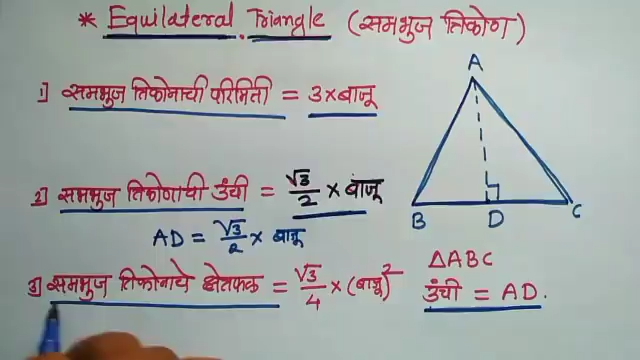 * Equilateral Triangle (समभुज त्रिकोण)
1] समभुज त्रिकोनाची परिमिती = 3 × बाजू
2] समभुज त्रिकोणाची उंची = √3/2 × बाजू
AD = √3/2 × बाजू
3] समभुज त्रिकोनाचे क्षेत्रफळ = √3/4 × (बाजू)²
A
B
D
C
△ABC
उंची = AD.